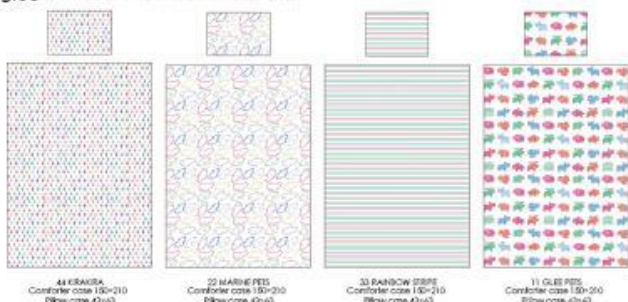 44 KIRAKIRA
Comforter case 150×210
Pillow case 43×63
22 MARINE PETS
Comforter case 150×210
Pillow case 43×63
33 RAINBOW STRIPE
Comforter case 150×210
Pillow case 43×63
11 GLEE PETS
Comforter case 150×210
Pillow case 43×63